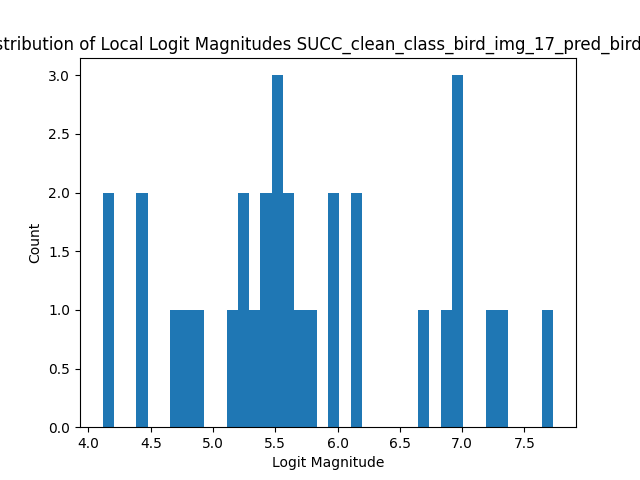 stribution of Local Logit Magnitudes SUCC_clean_class_bird_img_17_pred_bird
3.0
2.5
2.0
1.5
1.0
0.5
0.0
Count
4.0 4.5 5.0 5.5 6.0 6.5 7.0 7.5
Logit Magnitude